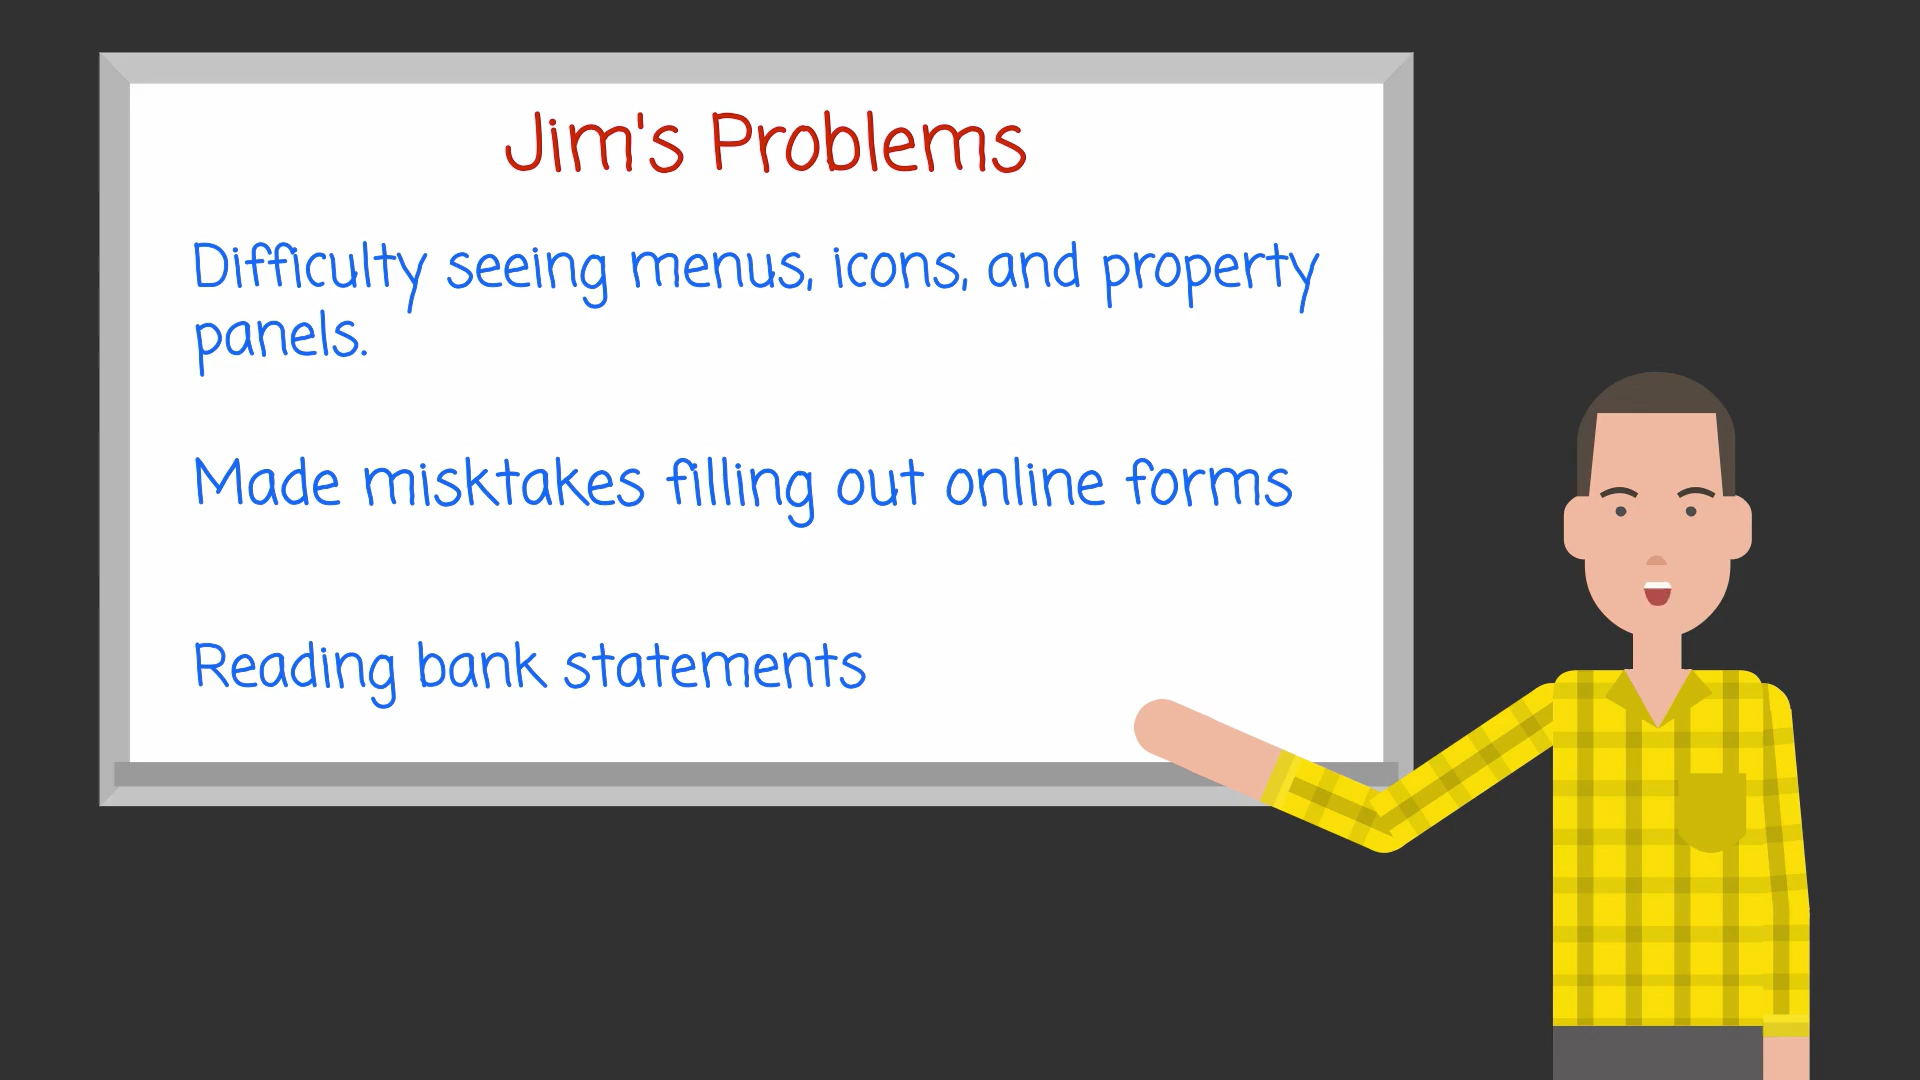 Jim's Problems
Difficulty seeing menus, icons, and property
panels.
Made misktakes filling out online forms
Reading bank statements